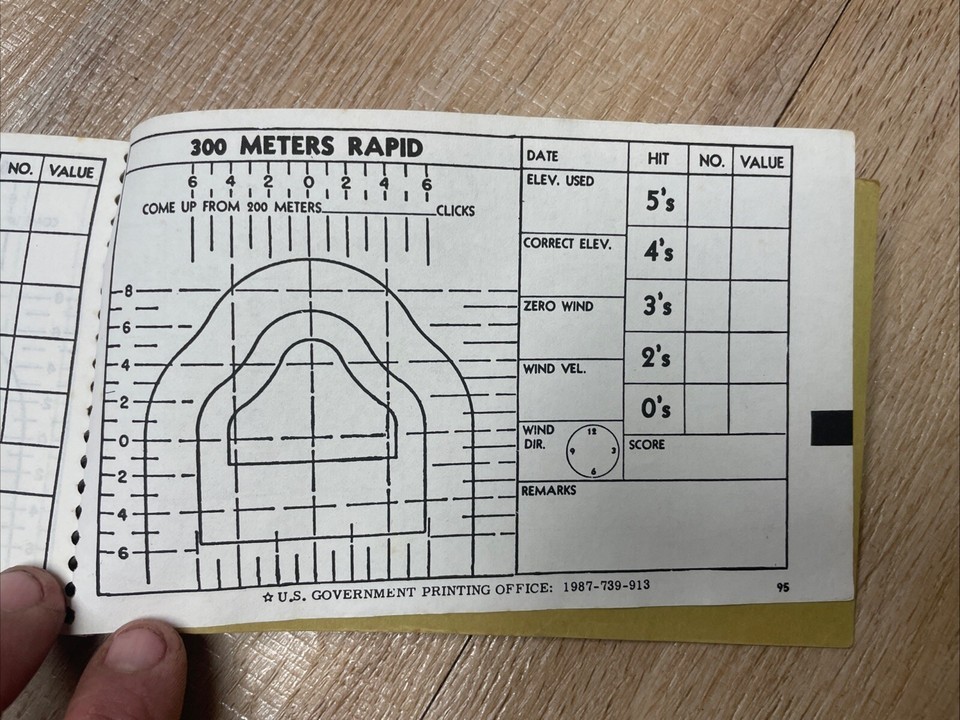 NO. VALUE
300 METERS RAPID
6 4 2 0 2 4 6
COME UP FROM 200 METERS____________CLICKS
8
6
4
2
0
2
4
6
DATE
ELEV. USED
CORRECT ELEV.
ZERO WIND
WIND VEL.
WIND
DIR.
12
9 3
6
HIT NO. VALUE
5's
4's
3's
2's
0's
SCORE
REMARKS
☆ U.S. GOVERNMENT PRINTING OFFICE: 1987-739-913
95